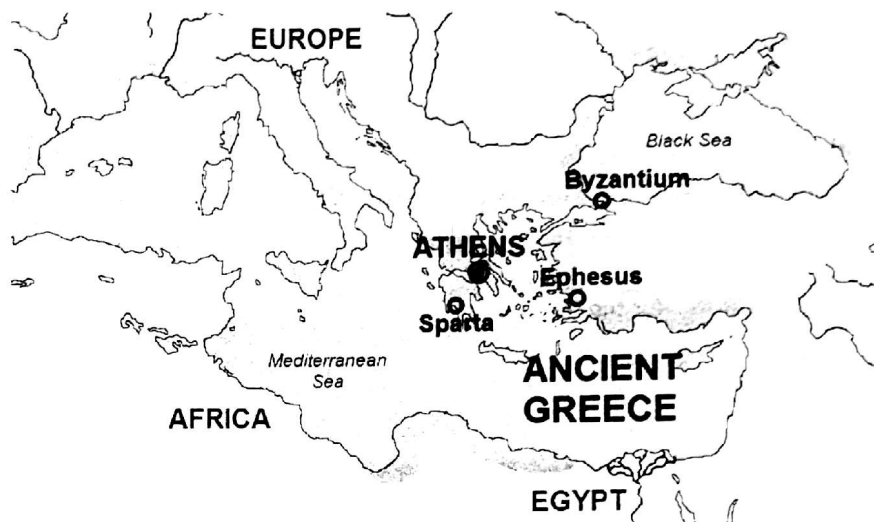 EUROPE
Black Sea
Byzantium
ATHENS
Ephesus
Sparta
Mediterranean
Sea
ANCIENT
GREECE
AFRICA
EGYPT